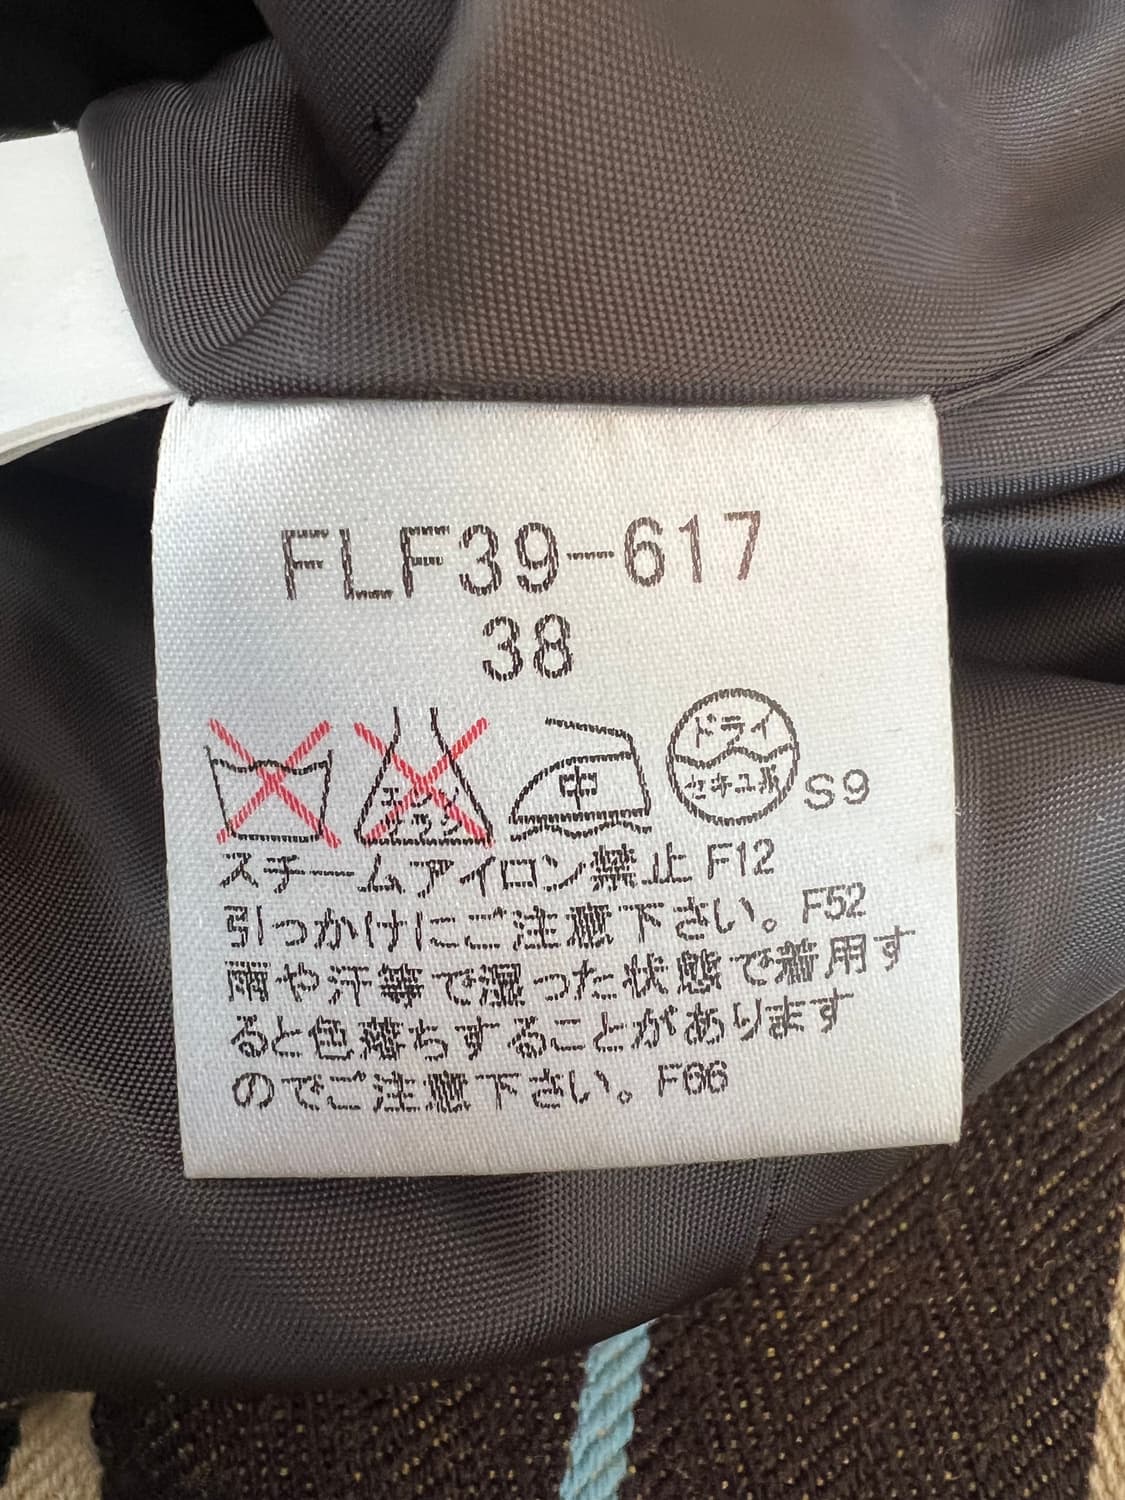 FLF39-617
38
エンソ
サラシ
中
ドライ
セキユ系
S9
スチームアイロン禁止 F12
引っかけにご注意下さい。F52
雨や汗等で湿った状態で着用す
ると色落ちすることがあります
のでご注意下さい。F66